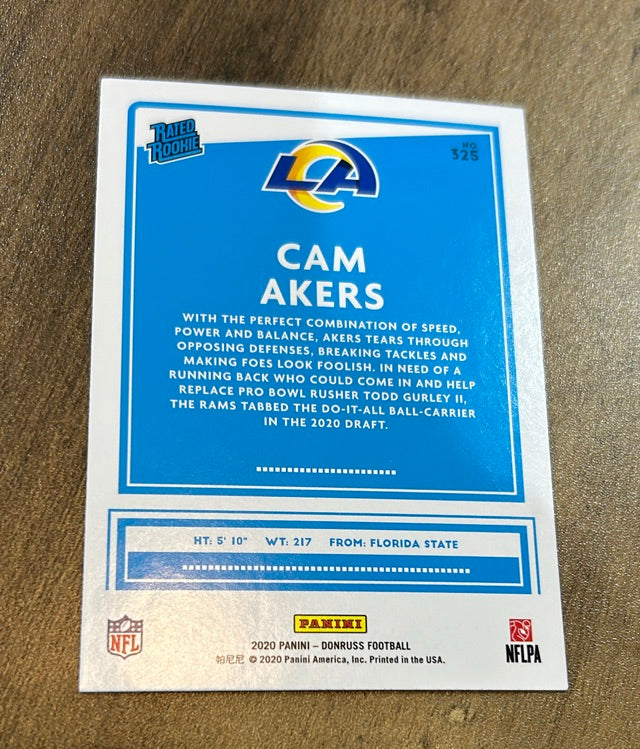 RATED
ROOKIE
NO.
325
LA
CAM
AKERS
WITH THE PERFECT COMBINATION OF SPEED,
POWER AND BALANCE, AKERS TEARS THROUGH
OPPOSING DEFENSES, BREAKING TACKLES AND
MAKING FOES LOOK FOOLISH. IN NEED OF A
RUNNING BACK WHO COULD COME IN AND HELP
REPLACE PRO BOWL RUSHER TODD GURLEY II,
THE RAMS TABBED THE DO-IT-ALL BALL-CARRIER
IN THE 2020 DRAFT.
HT: 5' 10" WT: 217 FROM: FLORIDA STATE
NFL
PANINI
NFLPA
2020 PANINI – DONRUSS FOOTBALL
帕尼尼 © 2020 Panini America, Inc. Printed in the USA.